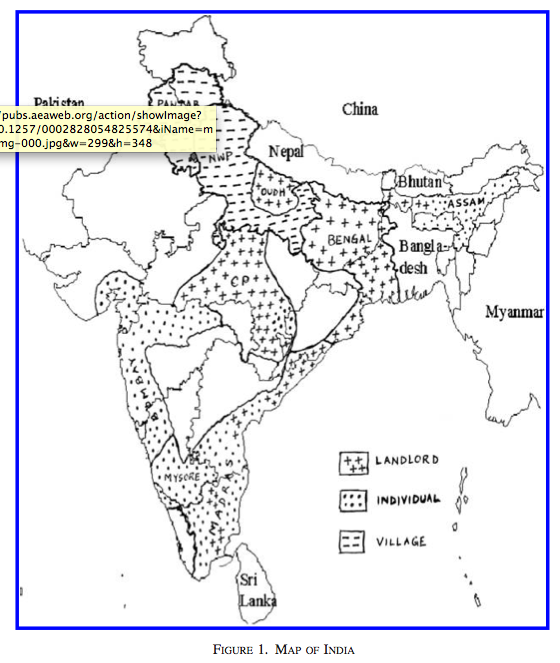 Pakistan
PANJAB
/pubs.aeaweb.org/action/showImage?
0.1257/0002828054825574&iName=m
mg-000.jpg&w=299&h=348
China
NWP
Nepal
OUDH
Bhutan
ASSAM
BENGAL
Bangla-
desh
CP
Myanmar
BOMBAY
MYSORE
MADRAS
LANDLORD
INDIVIDUAL
VILLAGE
Sri
Lanka
FIGURE 1. MAP OF INDIA